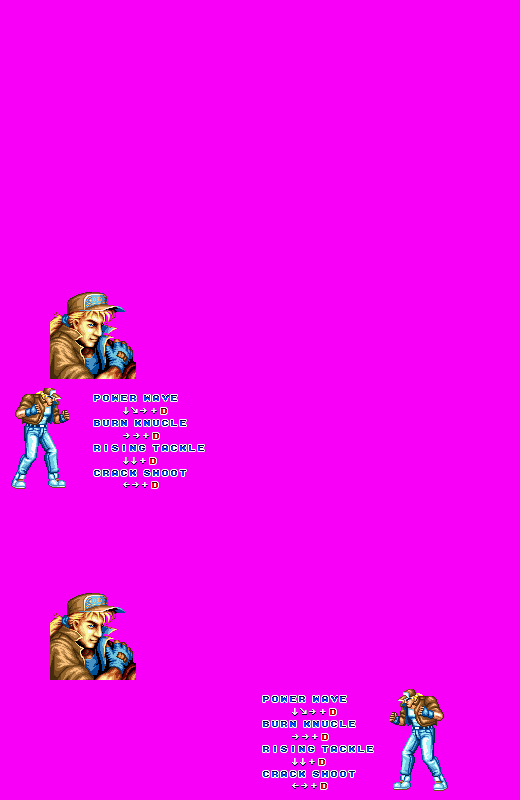 POWER WAVE
↓↘→+D
BURN KNUCLE
→→+D
RISING TACKLE
↓↓+D
CRACK SHOOT
←→+D
POWER WAVE
↓↘→+D
BURN KNUCLE
→→+D
RISING TACKLE
↓↓+D
CRACK SHOOT
←→+D